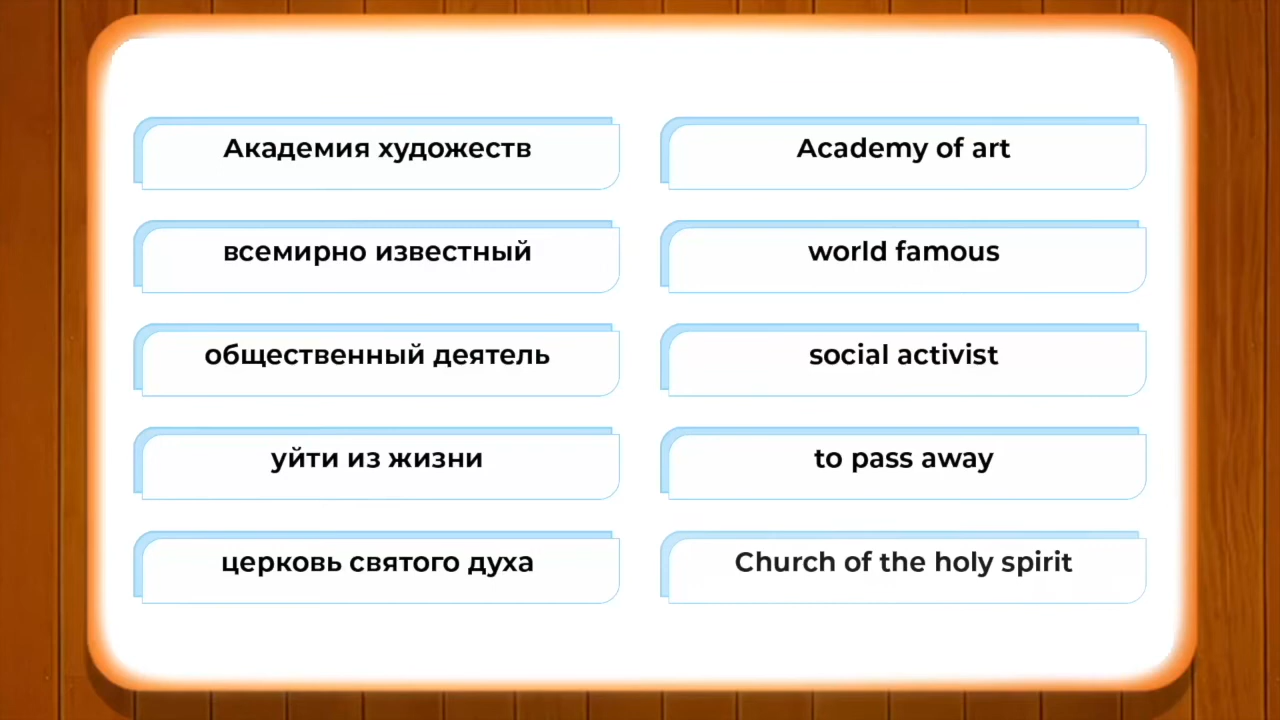 Академия художеств
Academy of art
всемирно известный
world famous
общественный деятель
social activist
уйти из жизни
to pass away
церковь святого духа
Church of the holy spirit